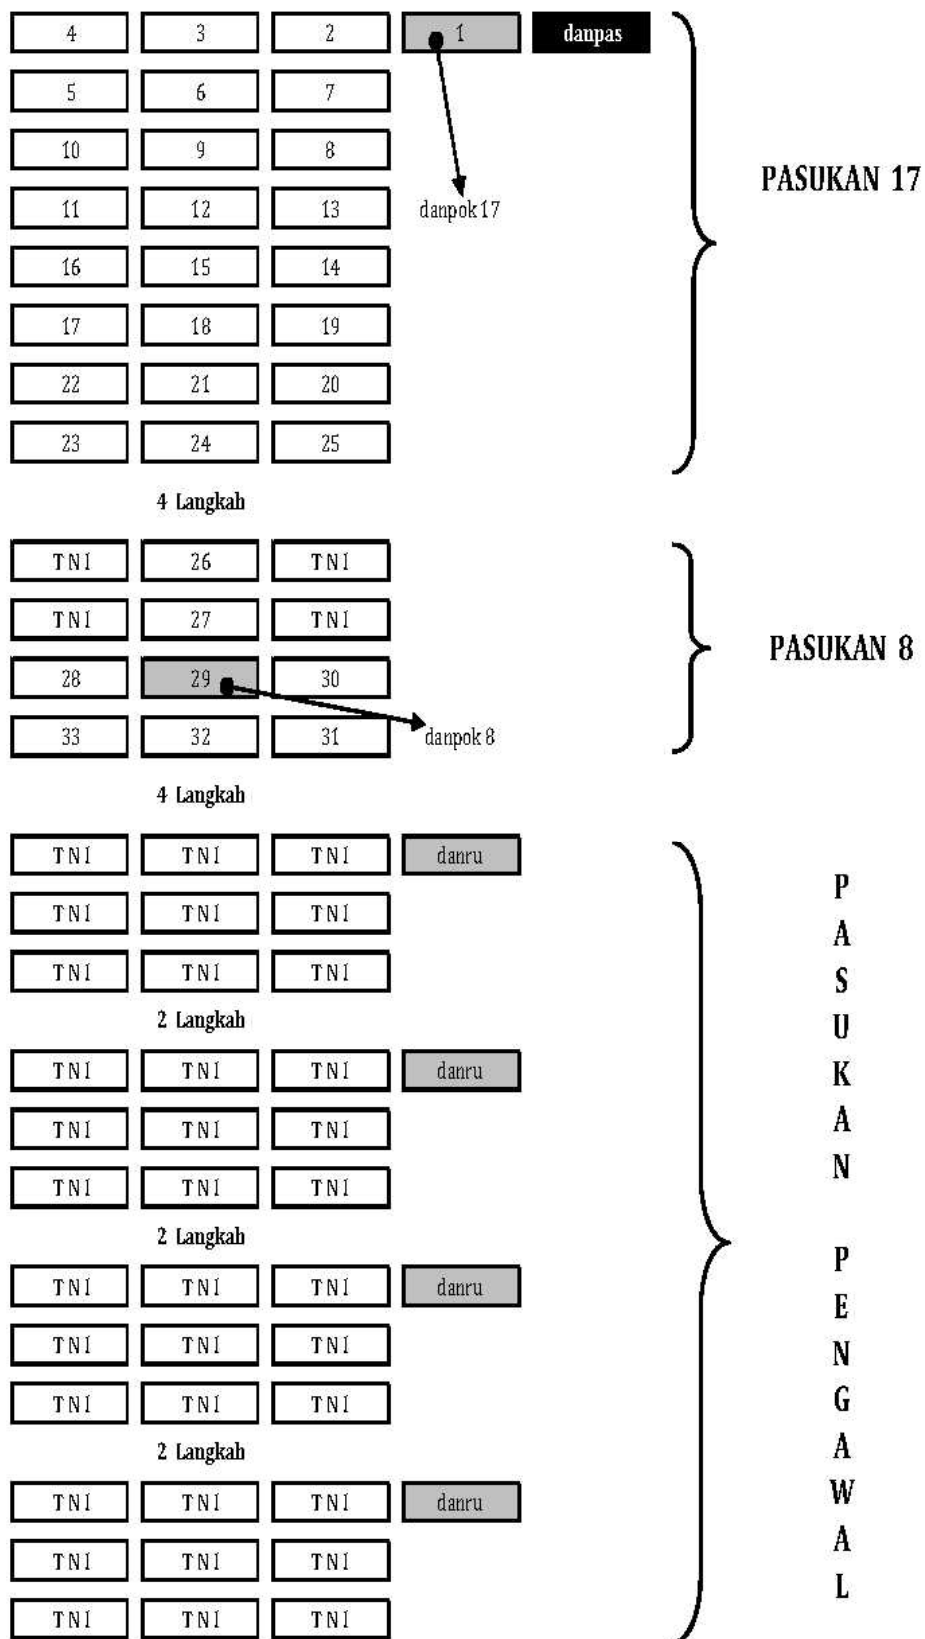 4 3 2 1 danpas
5 6 7
10 9 8
PASUKAN 17
11 12 13 danpok 17
16 15 14
17 18 19
22 21 20
23 24 25
4 Langkah
TNI 26 TNI
TNI 27 TNI
PASUKAN 8
28 29 30
33 32 31 danpok 8
4 Langkah
TNI TNI TNI danru
TNI TNI TNI
TNI TNI TNI
2 Langkah
TNI TNI TNI danru
TNI TNI TNI
TNI TNI TNI
2 Langkah
TNI TNI TNI danru
TNI TNI TNI
TNI TNI TNI
2 Langkah
TNI TNI TNI danru
TNI TNI TNI
TNI TNI TNI
PASUKAN PENGAWAL